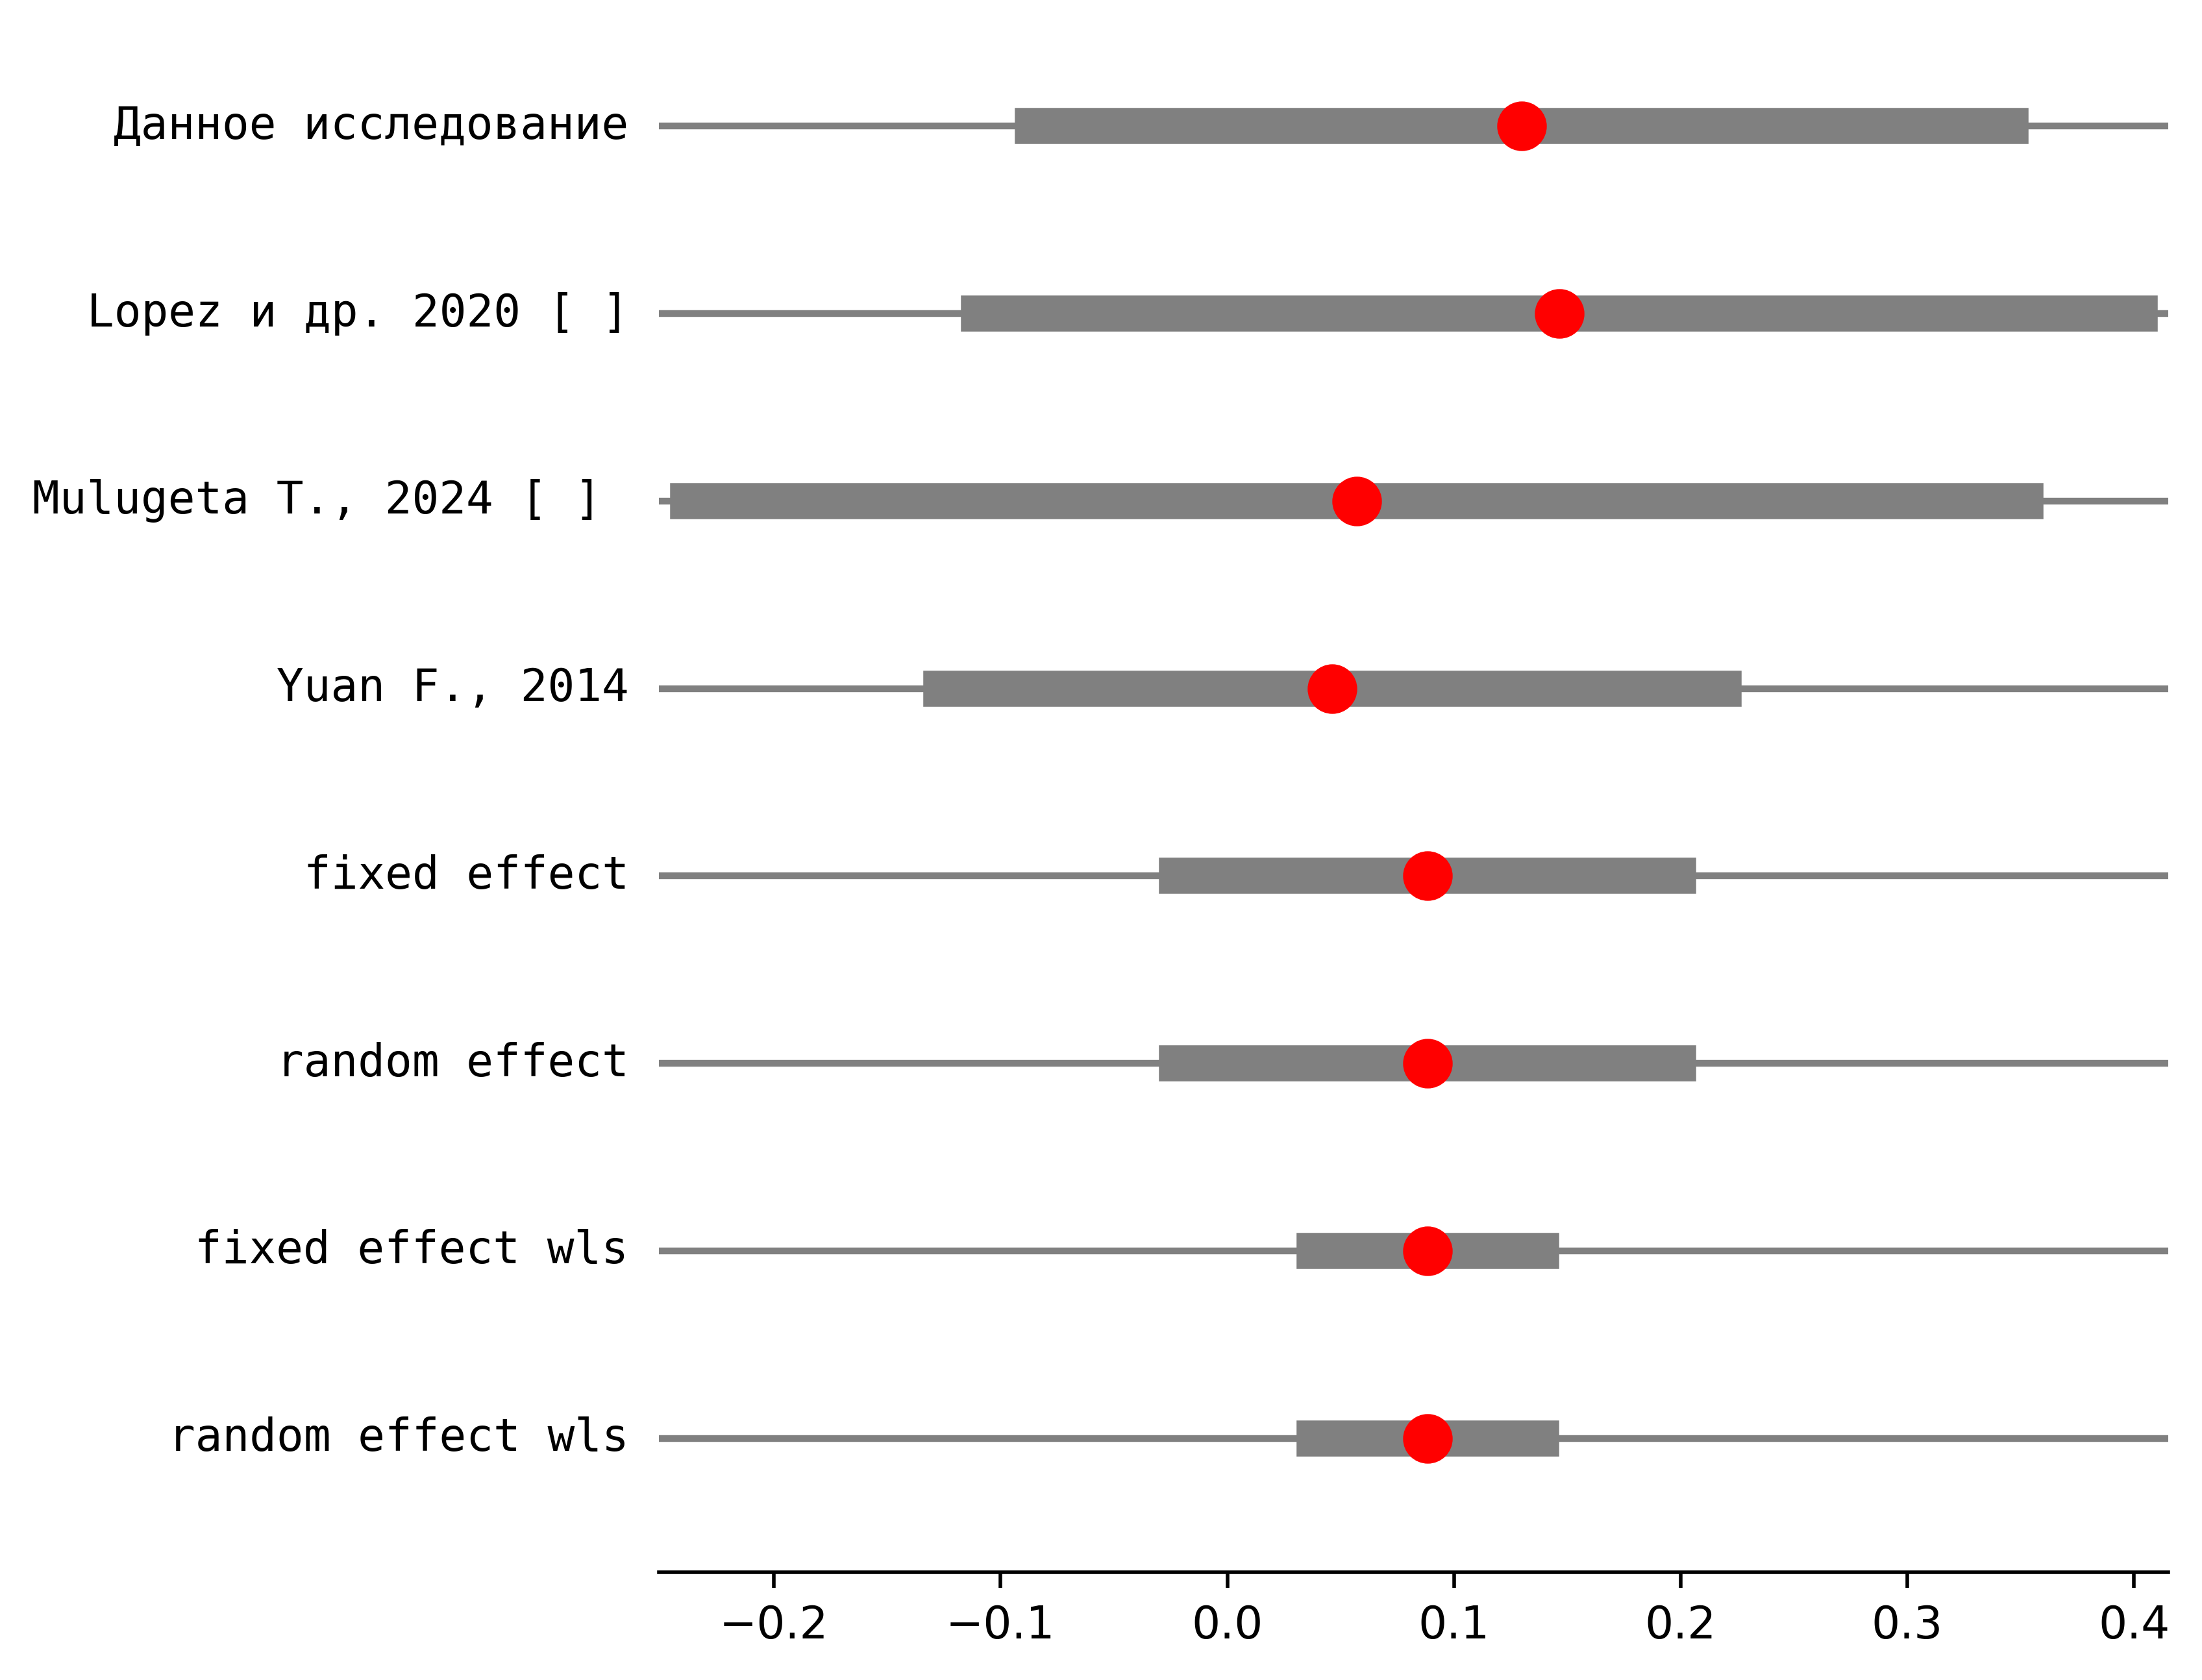 Данное исследование
Lopez и др. 2020 [ ]
Mulugeta T., 2024 [ ]
Yuan F., 2014
fixed effect
random effect
fixed effect wls
random effect wls
−0.2 −0.1 0.0 0.1 0.2 0.3 0.4